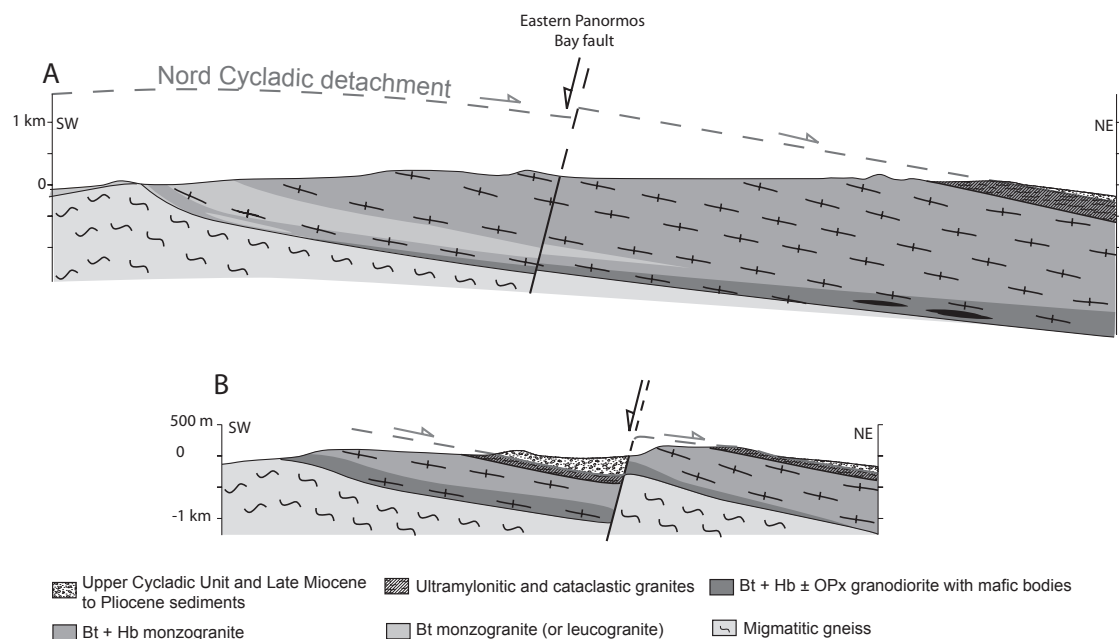 Eastern Panormos
Bay fault
A
Nord Cycladic detachment
1 km
SW
NE
0
B
500 m
SW
NE
0
-1 km
Upper Cycladic Unit and Late Miocene
to Pliocene sediments
Ultramylonitic and cataclastic granites
Bt + Hb ± OPx granodiorite with mafic bodies
Bt + Hb monzogranite
Bt monzogranite (or leucogranite)
Migmatitic gneiss